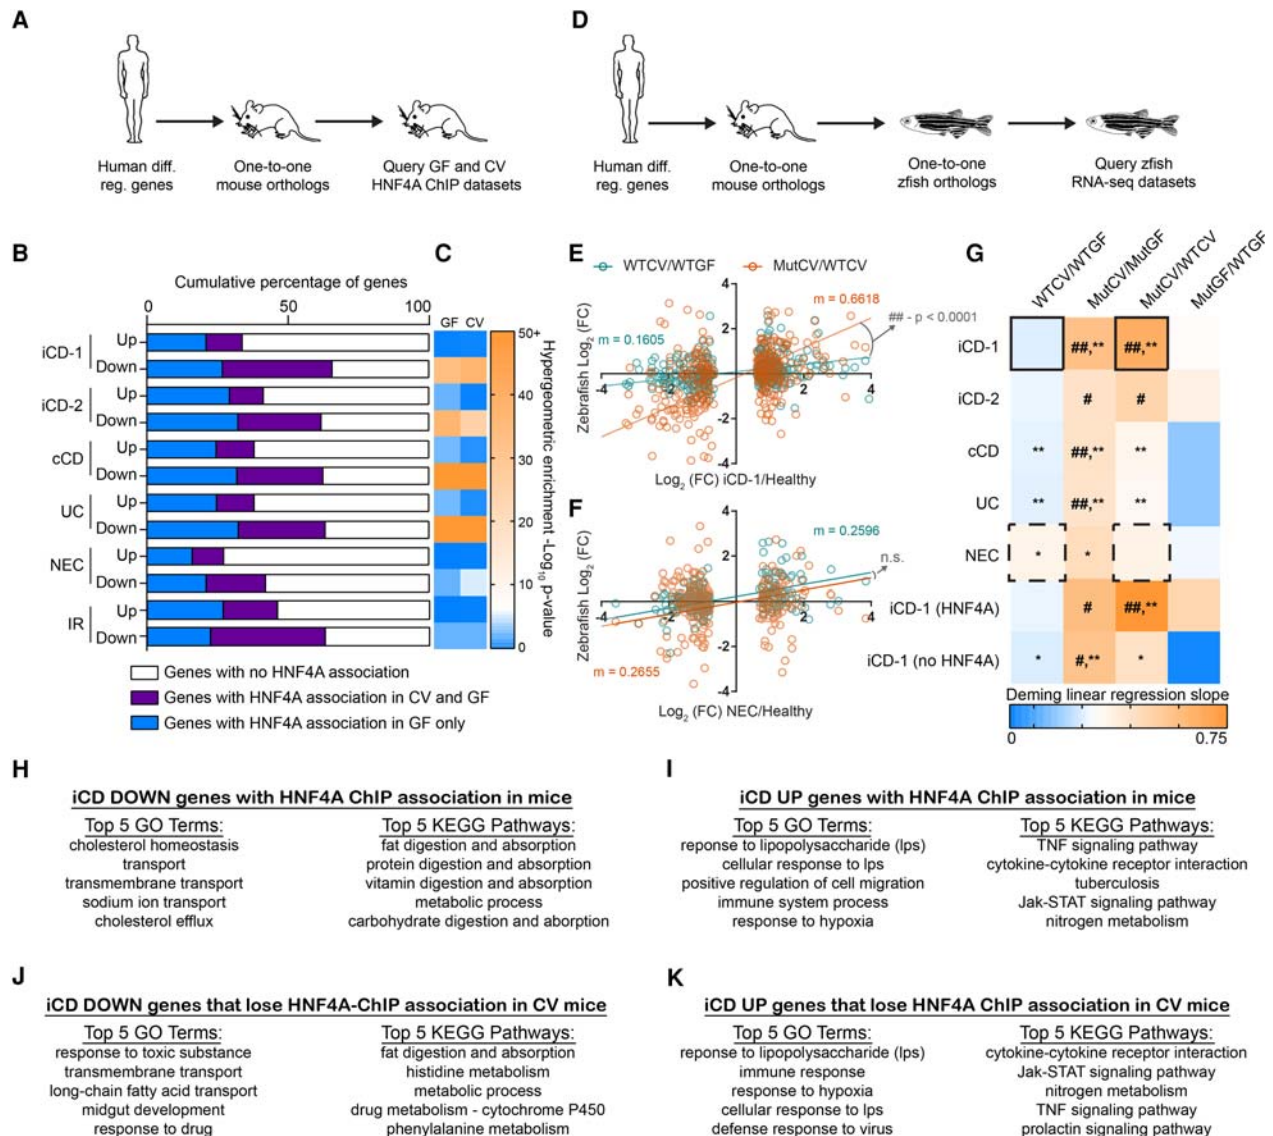 A
Human diff.
reg. genes
One-to-one
mouse orthologs
Query GF and CV
HNF4A ChIP datasets
D
Human diff.
reg. genes
One-to-one
mouse orthologs
One-to-one
zfish orthologs
Query zfish
RNA-seq datasets
B
Cumulative percentage of genes
0 50 100
iCD-1
Up
Down
iCD-2
Up
Down
cCD
Up
Down
UC
Up
Down
NEC
Up
Down
IR
Up
Down
Genes with no HNF4A association
Genes with HNF4A association in CV and GF
Genes with HNF4A association in GF only
C
GF CV
50+
40
30
20
10
0
Hypergeometric enrichment -Log10 p-value
E
WTCV/WTGF
MutCV/WTCV
Zebrafish Log2 (FC)
4
2
-2
-4
-4 -2 2 4
m = 0.6618
m = 0.1605
## - p < 0.0001
Log2 (FC) iCD-1/Healthy
F
Zebrafish Log2 (FC)
4
2
-2
-4
-4 -2 2 4
m = 0.2596
n.s.
m = 0.2655
Log2 (FC) NEC/Healthy
G
WTCV/WTGF
MutCV/MutGF
MutCV/WTCV
MutGF/WTGF
iCD-1 ##,** ##,**
iCD-2 # #
cCD ** ##,** **
UC ** ##,** **
NEC * *
iCD-1 (HNF4A) # ##,**
iCD-1 (no HNF4A) * #,** *
Deming linear regression slope
0 0.75
H
iCD DOWN genes with HNF4A ChIP association in mice
Top 5 GO Terms:
cholesterol homeostasis
transport
transmembrane transport
sodium ion transport
cholesterol efflux
Top 5 KEGG Pathways:
fat digestion and absorption
protein digestion and absorption
vitamin digestion and absorption
metabolic process
carbohydrate digestion and aborption
I
iCD UP genes with HNF4A ChIP association in mice
Top 5 GO Terms:
reponse to lipopolysaccharide (lps)
cellular response to lps
positive regulation of cell migration
immune system process
response to hypoxia
Top 5 KEGG Pathways:
TNF signaling pathway
cytokine-cytokine receptor interaction
tuberculosis
Jak-STAT signaling pathway
nitrogen metabolism
J
iCD DOWN genes that lose HNF4A-ChIP association in CV mice
Top 5 GO Terms:
response to toxic substance
transmembrane transport
long-chain fatty acid transport
midgut development
response to drug
Top 5 KEGG Pathways:
fat digestion and absorption
histidine metabolism
metabolic process
drug metabolism - cytochrome P450
phenylalanine metabolism
K
iCD UP genes that lose HNF4A ChIP association in CV mice
Top 5 GO Terms:
reponse to lipopolysaccharide (lps)
immune response
response to hypoxia
cellular response to lps
defense response to virus
Top 5 KEGG Pathways:
cytokine-cytokine receptor interaction
Jak-STAT signaling pathway
nitrogen metabolism
TNF signaling pathway
prolactin signaling pathway